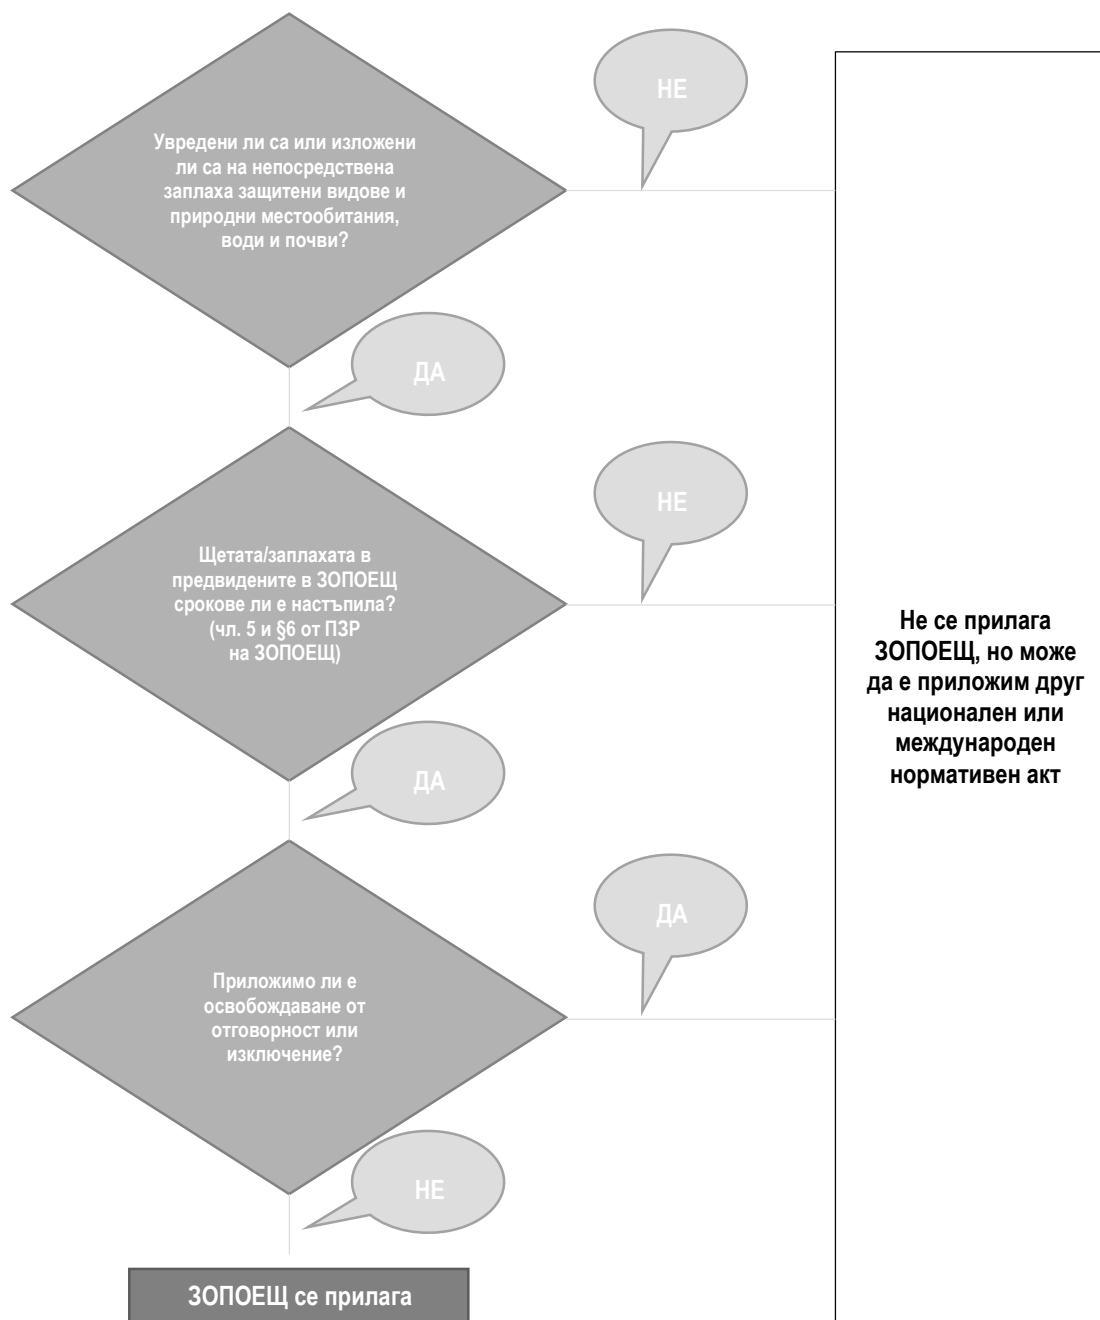 Увредени ли са или изложени
ли са на непосредствена
заплаха защитени видове и
природни местообитания,
води и почви?
НЕ
ДА
Щетата/заплахата в
предвидените в ЗОПОЕЩ
срокове ли е настъпила?
(чл. 5 и §6 от ПЗР
на ЗОПОЕЩ)
НЕ
ДА
Приложимо ли е
освобождаване от
отговорност или
изключение?
ДА
НЕ
ЗОПОЕЩ се прилага
Не се прилага
ЗОПОЕЩ, но може
да е приложим друг
национален или
международен
нормативен акт